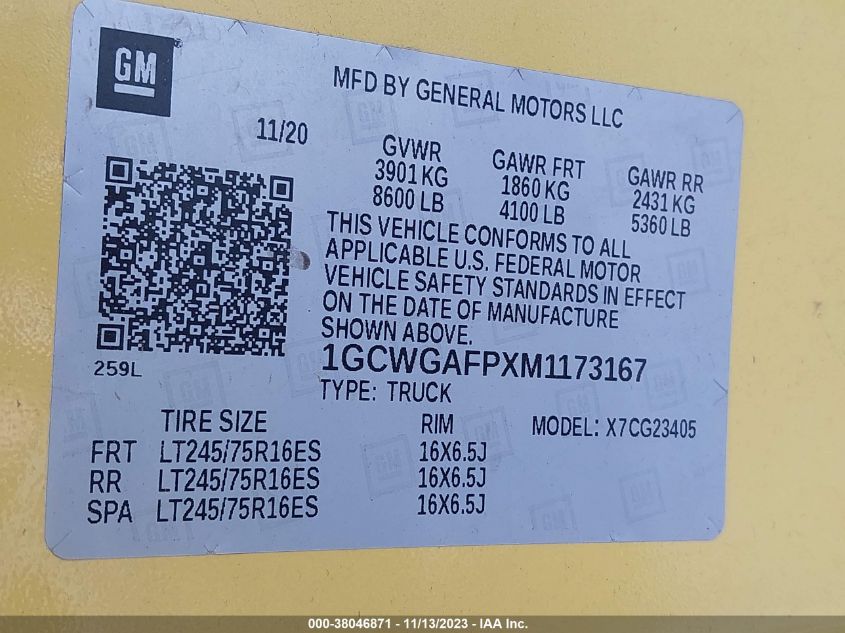 GM
MFD BY GENERAL MOTORS LLC
11/20
GVWR
3901 KG
8600 LB
GAWR FRT
1860 KG
4100 LB
GAWR RR
2431 KG
5360 LB
THIS VEHICLE CONFORMS TO ALL
APPLICABLE U.S. FEDERAL MOTOR
VEHICLE SAFETY STANDARDS IN EFFECT
ON THE DATE OF MANUFACTURE
SHOWN ABOVE.
259L
1GCWGAFPXM1173167
TYPE: TRUCK
TIRE SIZE RIM MODEL: X7CG23405
FRT LT245/75R16ES 16X6.5J
RR LT245/75R16ES 16X6.5J
SPA LT245/75R16ES 16X6.5J
000-38046871 - 11/13/2023 - IAA Inc.